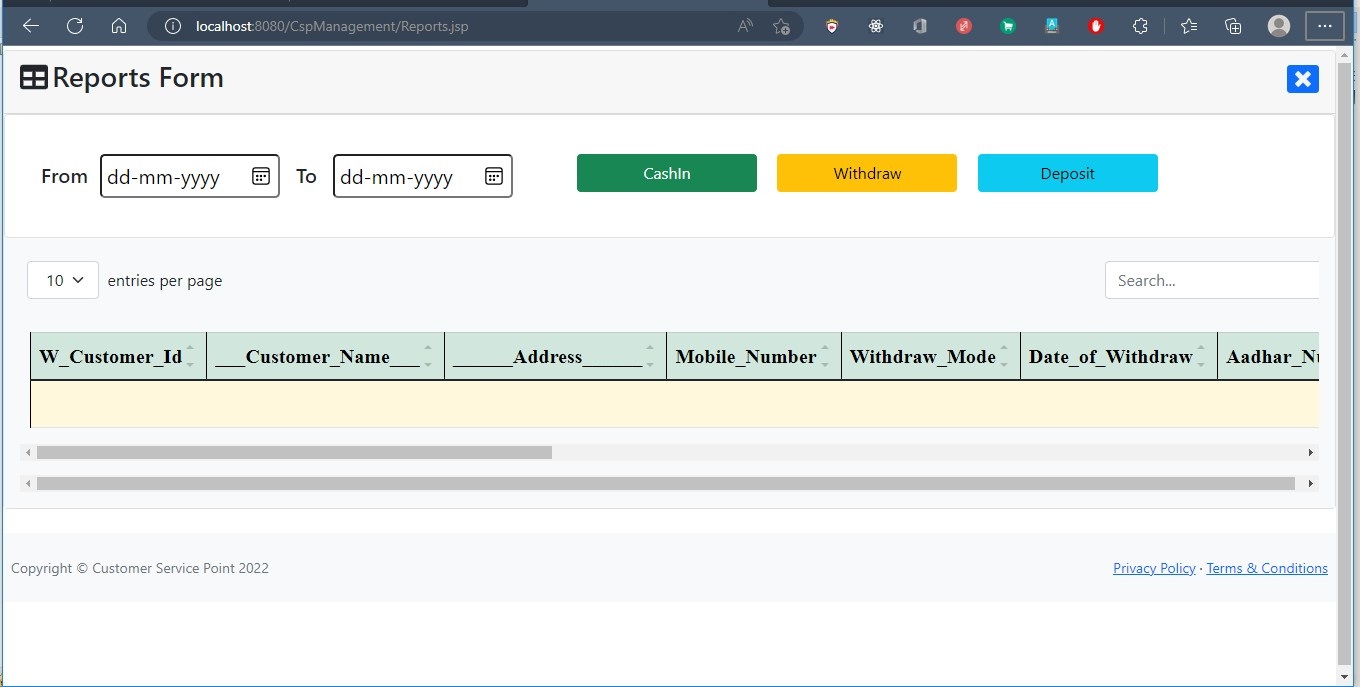 localhost:8080/CspManagement/Reports.jsp
Reports Form
From dd-mm-yyyy To dd-mm-yyyy CashIn Withdraw Deposit
10 entries per page Search...
W_Customer_Id ___Customer_Name___ ______Address______ Mobile_Number Withdraw_Mode Date_of_Withdraw Aadhar_Nu
Copyright © Customer Service Point 2022 Privacy Policy · Terms & Conditions